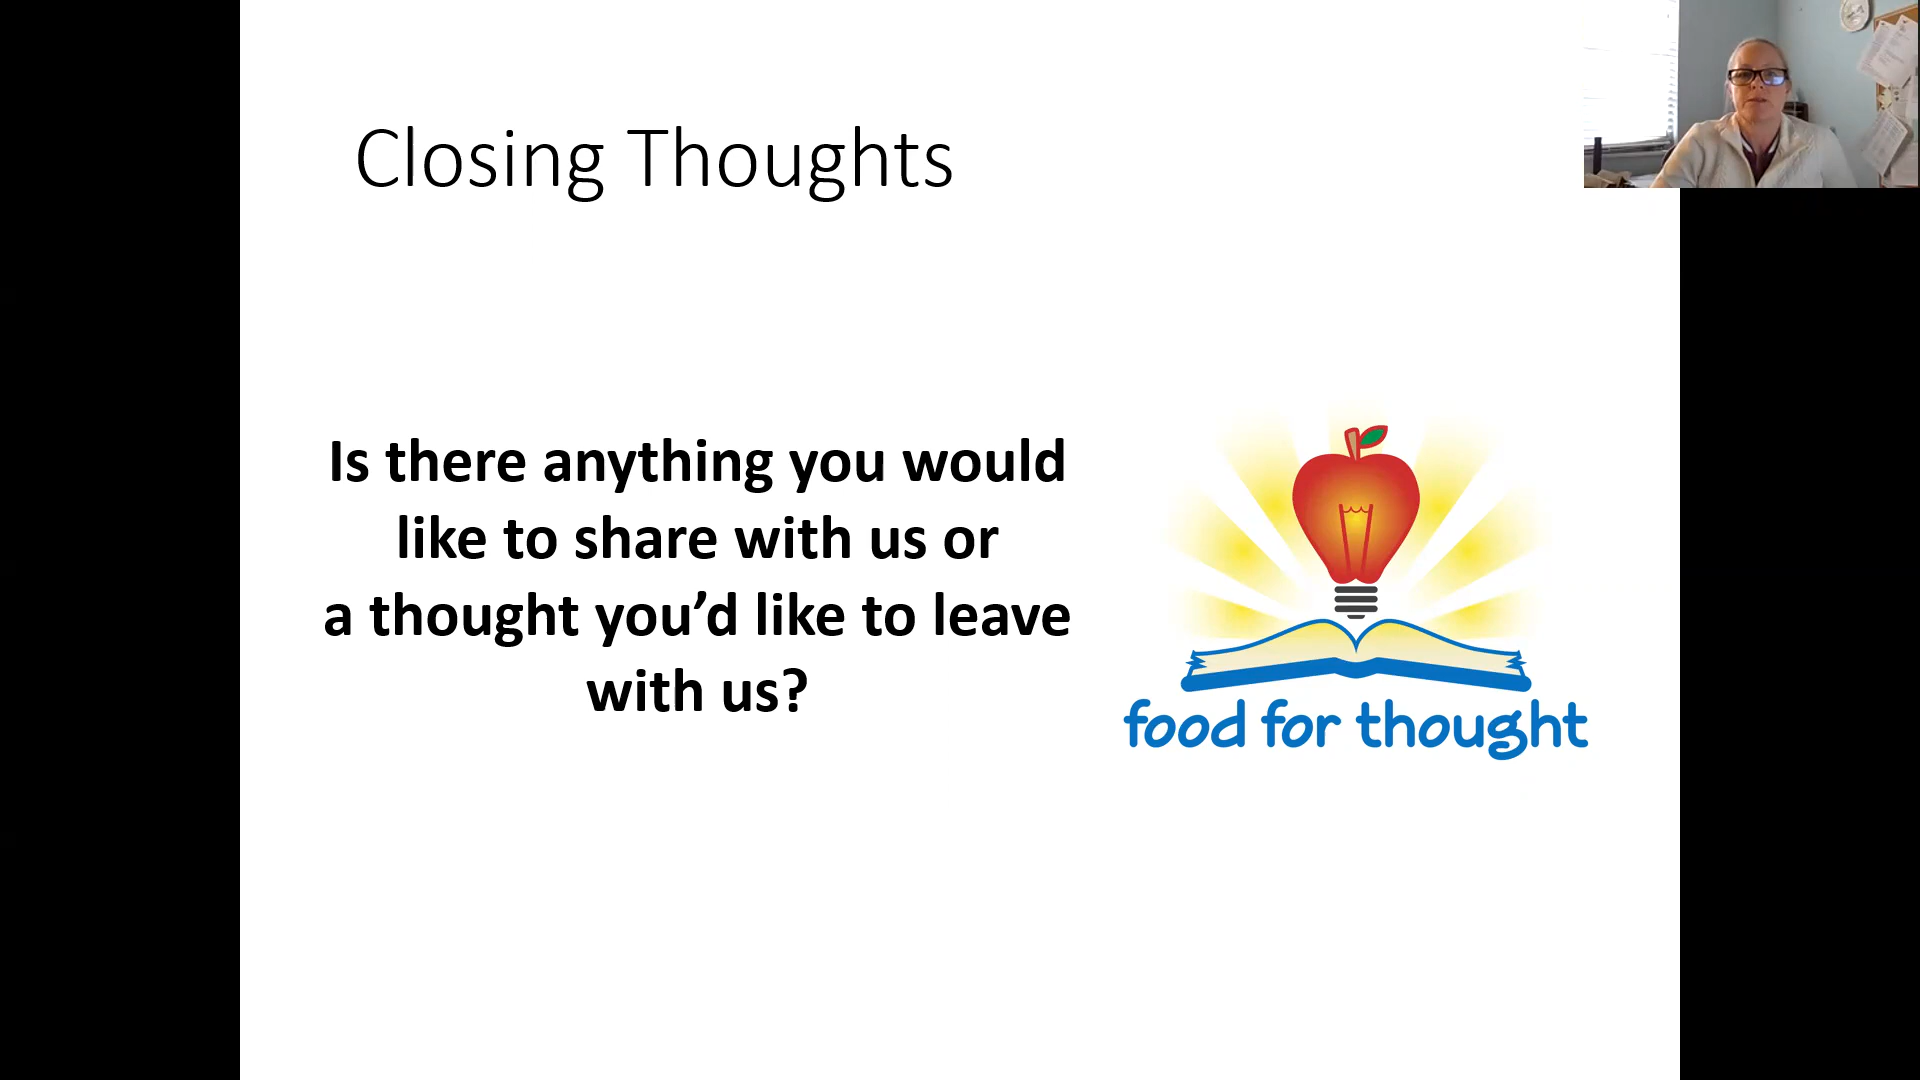 Closing Thoughts
Is there anything you would
like to share with us or
a thought you’d like to leave
with us?
food for thought